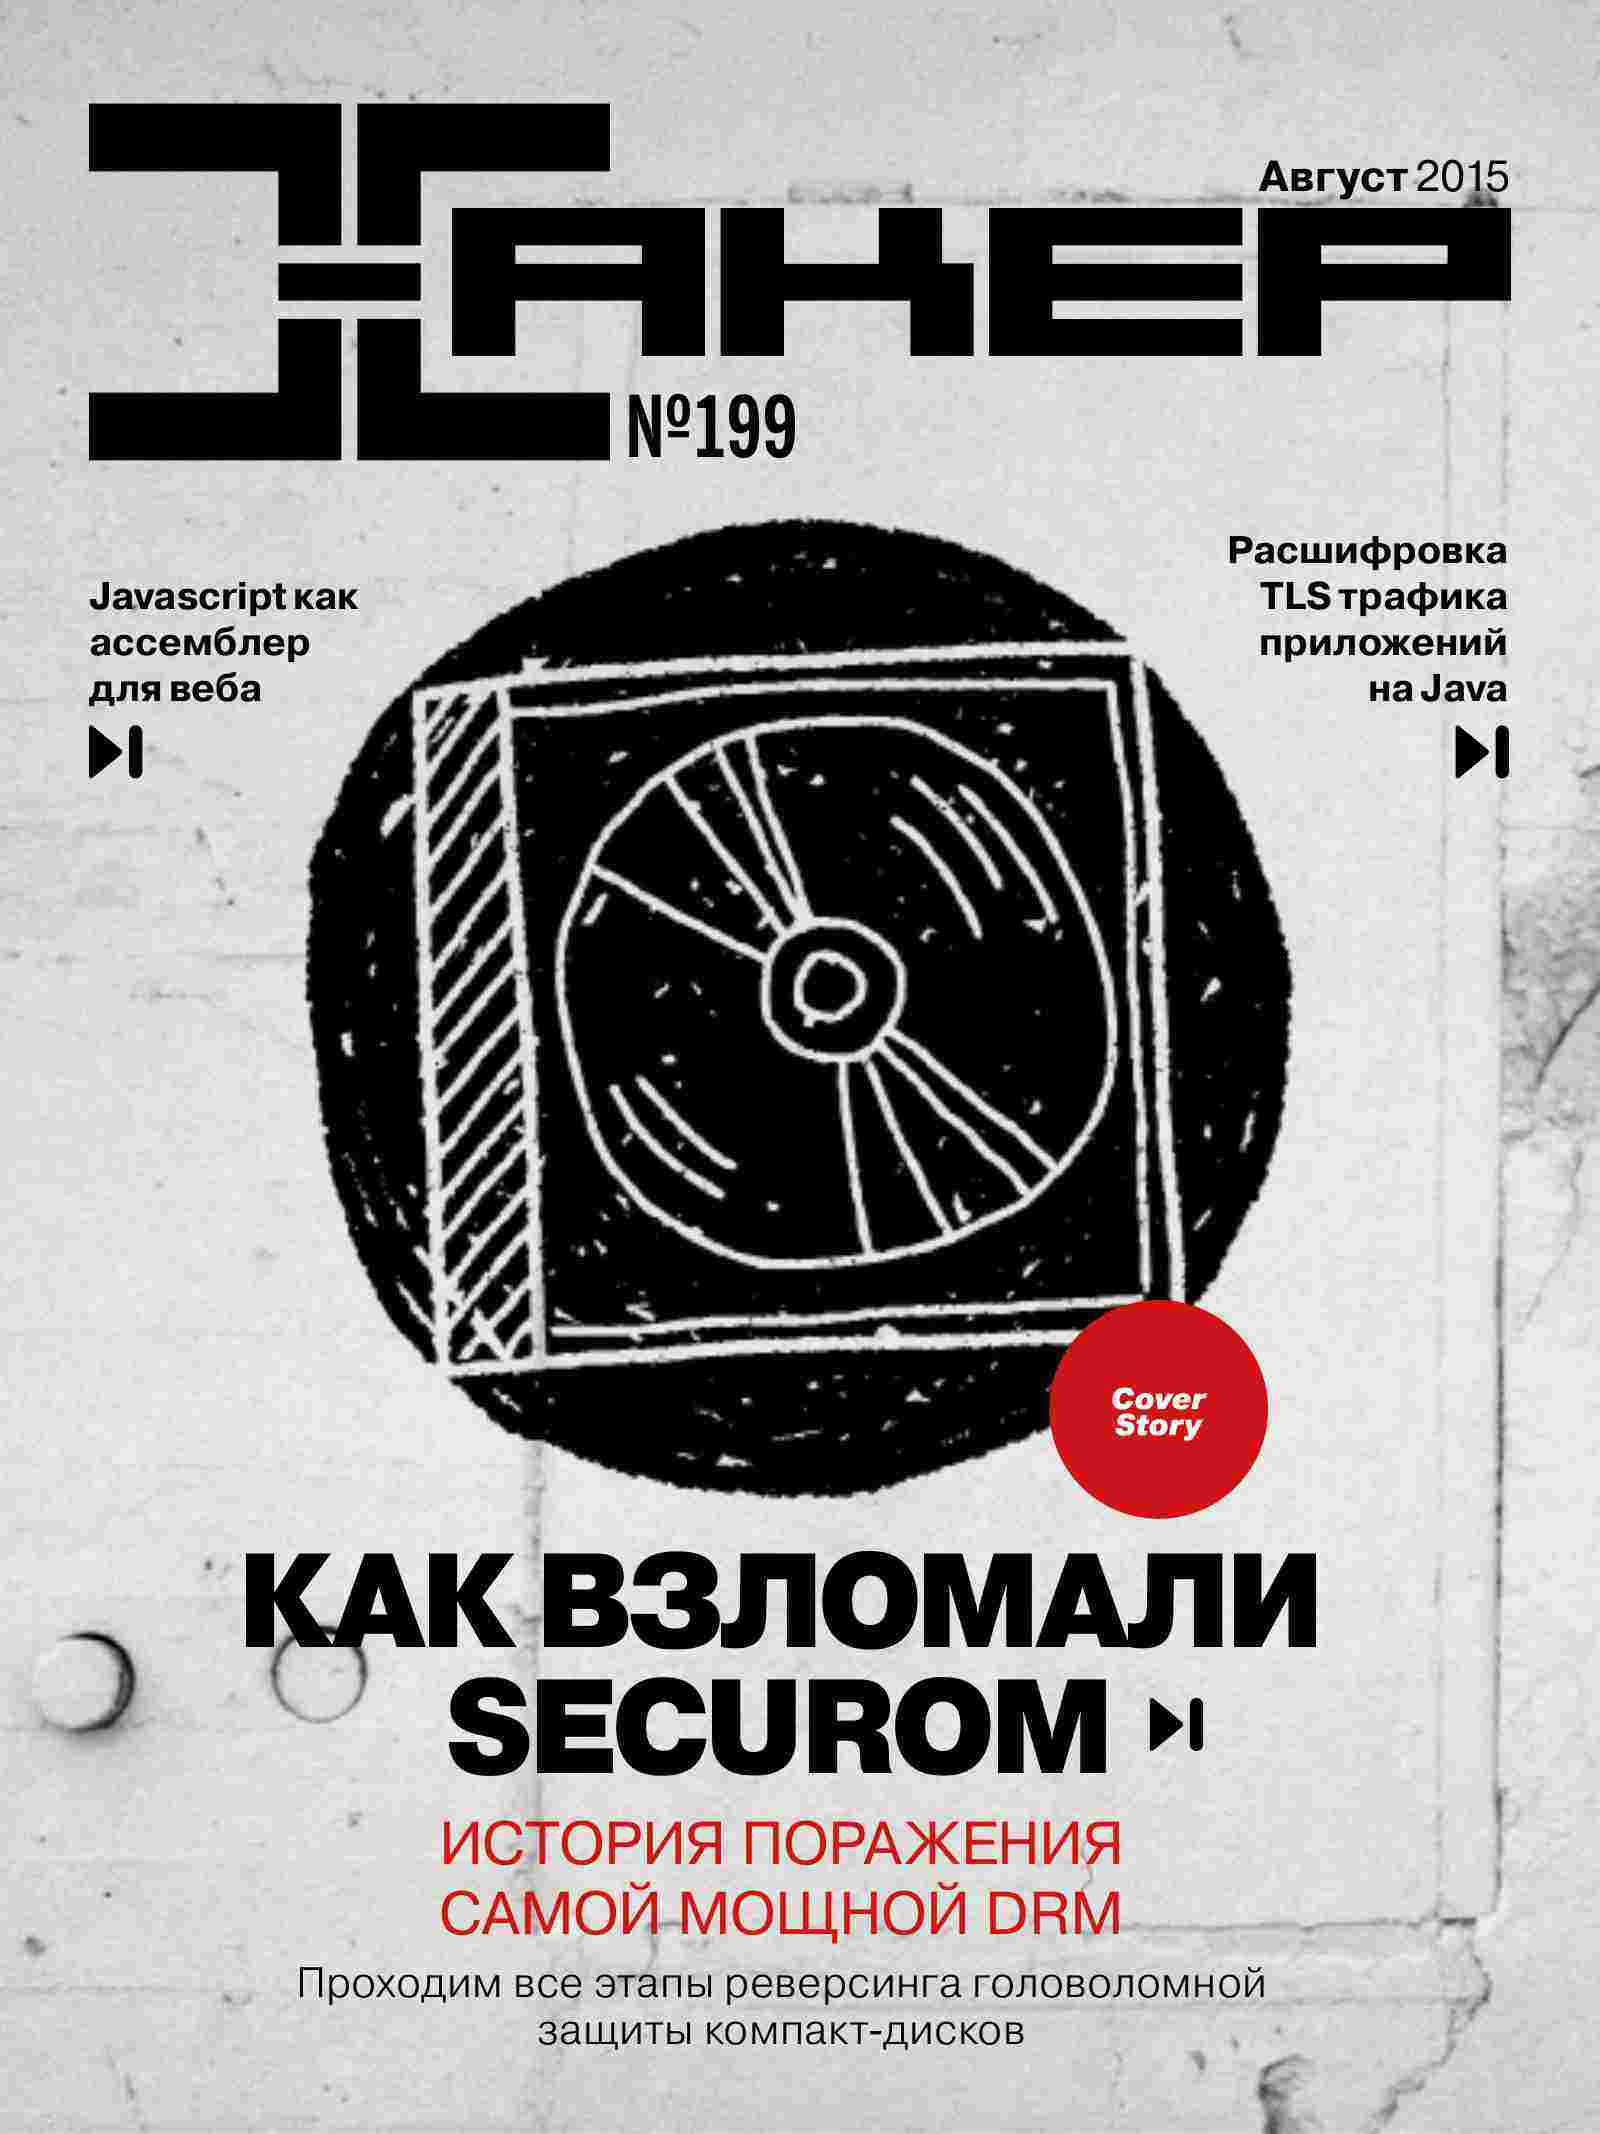 Август 2015
ХАКЕР
№199
Javascript как
ассемблер
для веба
Расшифровка
TLS трафика
приложений
на Java
Cover
Story
КАК ВЗЛОМАЛИ
SECUROM
ИСТОРИЯ ПОРАЖЕНИЯ
САМОЙ МОЩНОЙ DRM
Проходим все этапы реверсинга головоломной
защиты компакт-дисков